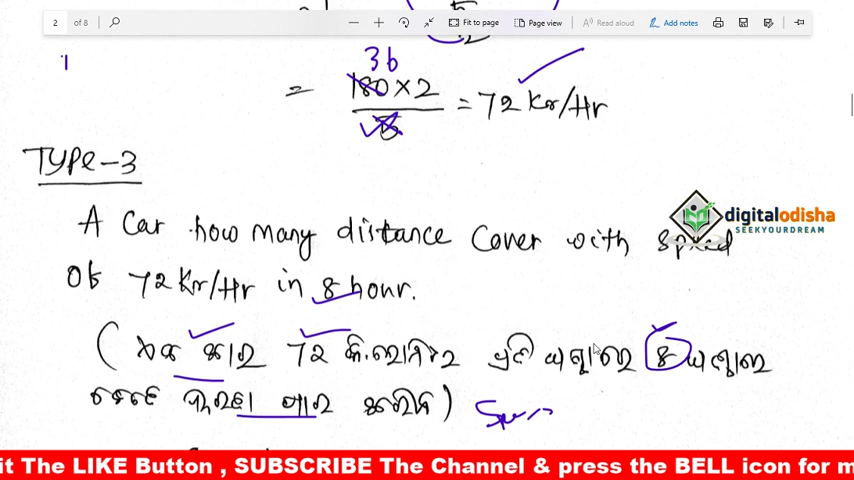 2 of 8 Fit to page Page view Read aloud Add notes
36
= 180 × 2 / 5 = 72 Km/Hr
TYPE-3
digitalodisha
SEEKYOURDREAM
A Car how many distance Cover with Speed
Of 72 Km/Hr in 8 hour.
( ଏକ କାର 72 କି.ମି ପ୍ରତି ଘଣ୍ଟାରେ 8 ଘଣ୍ଟାରେ
କେତେ ଦୂରତା ପାର କରିବ )
it The LIKE Button , SUBSCRIBE The Channel & press the BELL icon for m